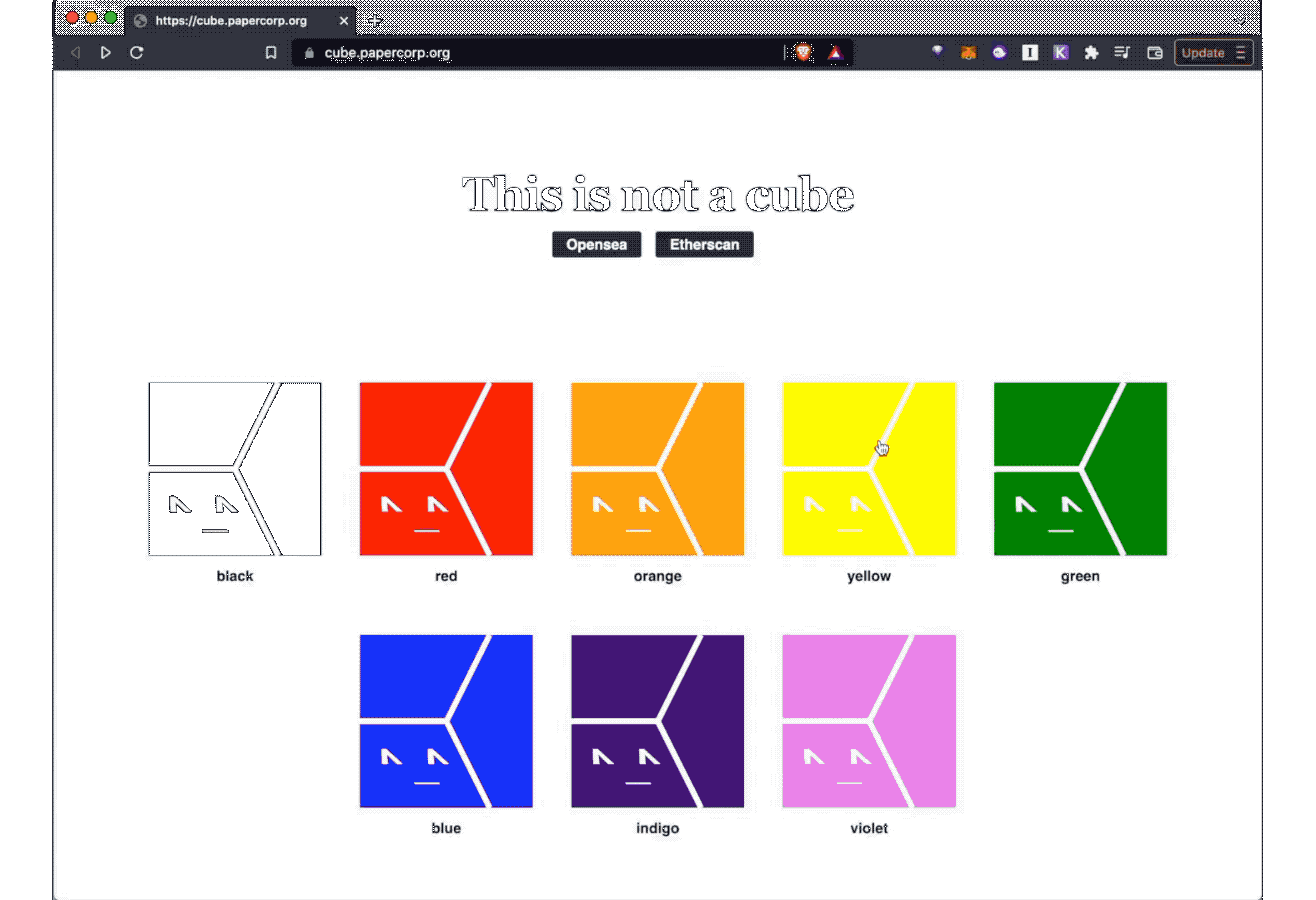 https://cube.papercorp.org
cube.papercorp.org
Update
This is not a cube
Opensea Etherscan
black red orange yellow green
blue indigo violet